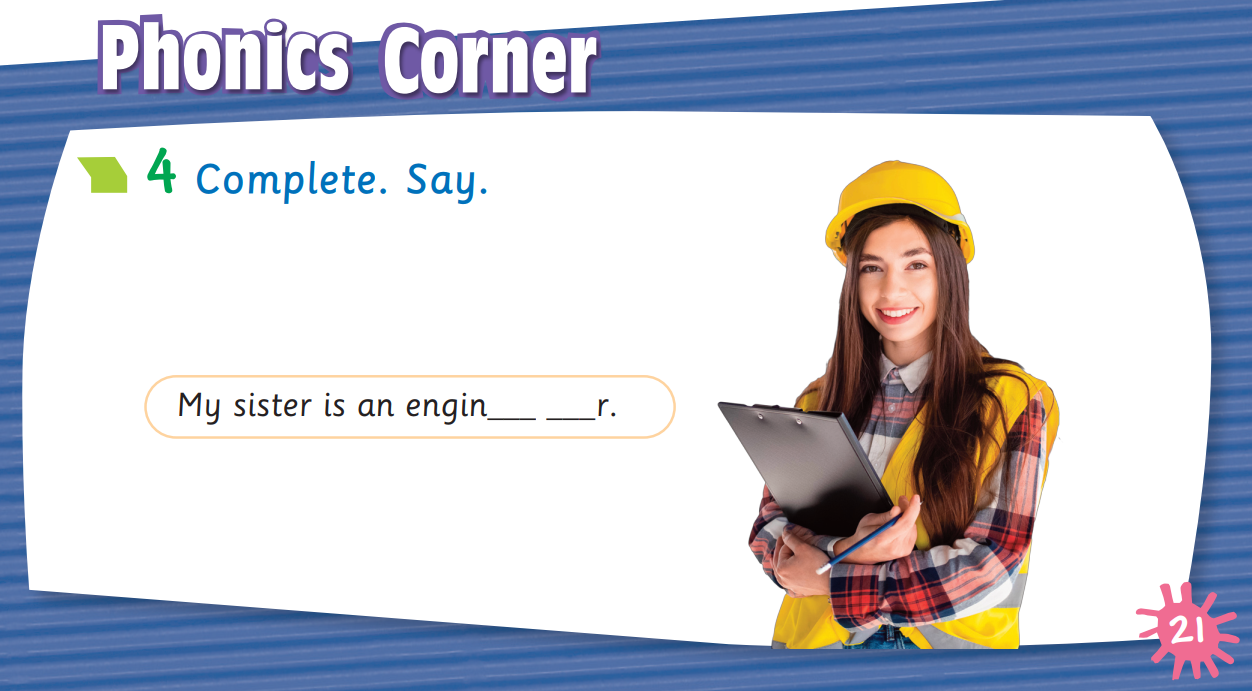 Phonics Corner
4 Complete. Say.
My sister is an engin___ ___r.
21